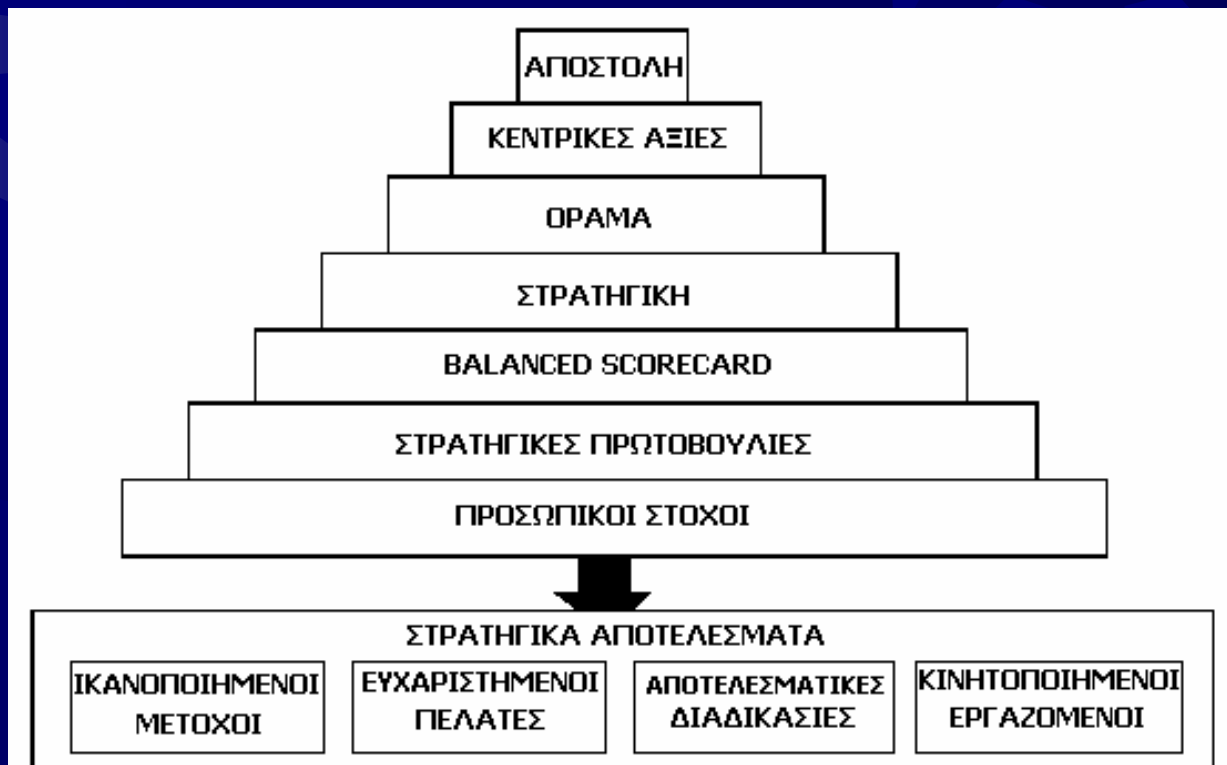 ΑΠΟΣΤΟΛΗ
ΚΕΝΤΡΙΚΕΣ ΑΞΙΕΣ
ΟΡΑΜΑ
ΣΤΡΑΤΗΓΙΚΗ
BALANCED SCORECARD
ΣΤΡΑΤΗΓΙΚΕΣ ΠΡΩΤΟΒΟΥΛΙΕΣ
ΠΡΟΣΩΠΙΚΟΙ ΣΤΟΧΟΙ
ΣΤΡΑΤΗΓΙΚΑ ΑΠΟΤΕΛΕΣΜΑΤΑ
ΙΚΑΝΟΠΟΙΗΜΕΝΟΙ
ΜΕΤΟΧΟΙ
ΕΥΧΑΡΙΣΤΗΜΕΝΟΙ
ΠΕΛΑΤΕΣ
ΑΠΟΤΕΛΕΣΜΑΤΙΚΕΣ
ΔΙΑΔΙΚΑΣΙΕΣ
ΚΙΝΗΤΟΠΟΙΗΜΕΝΟΙ
ΕΡΓΑΖΟΜΕΝΟΙ